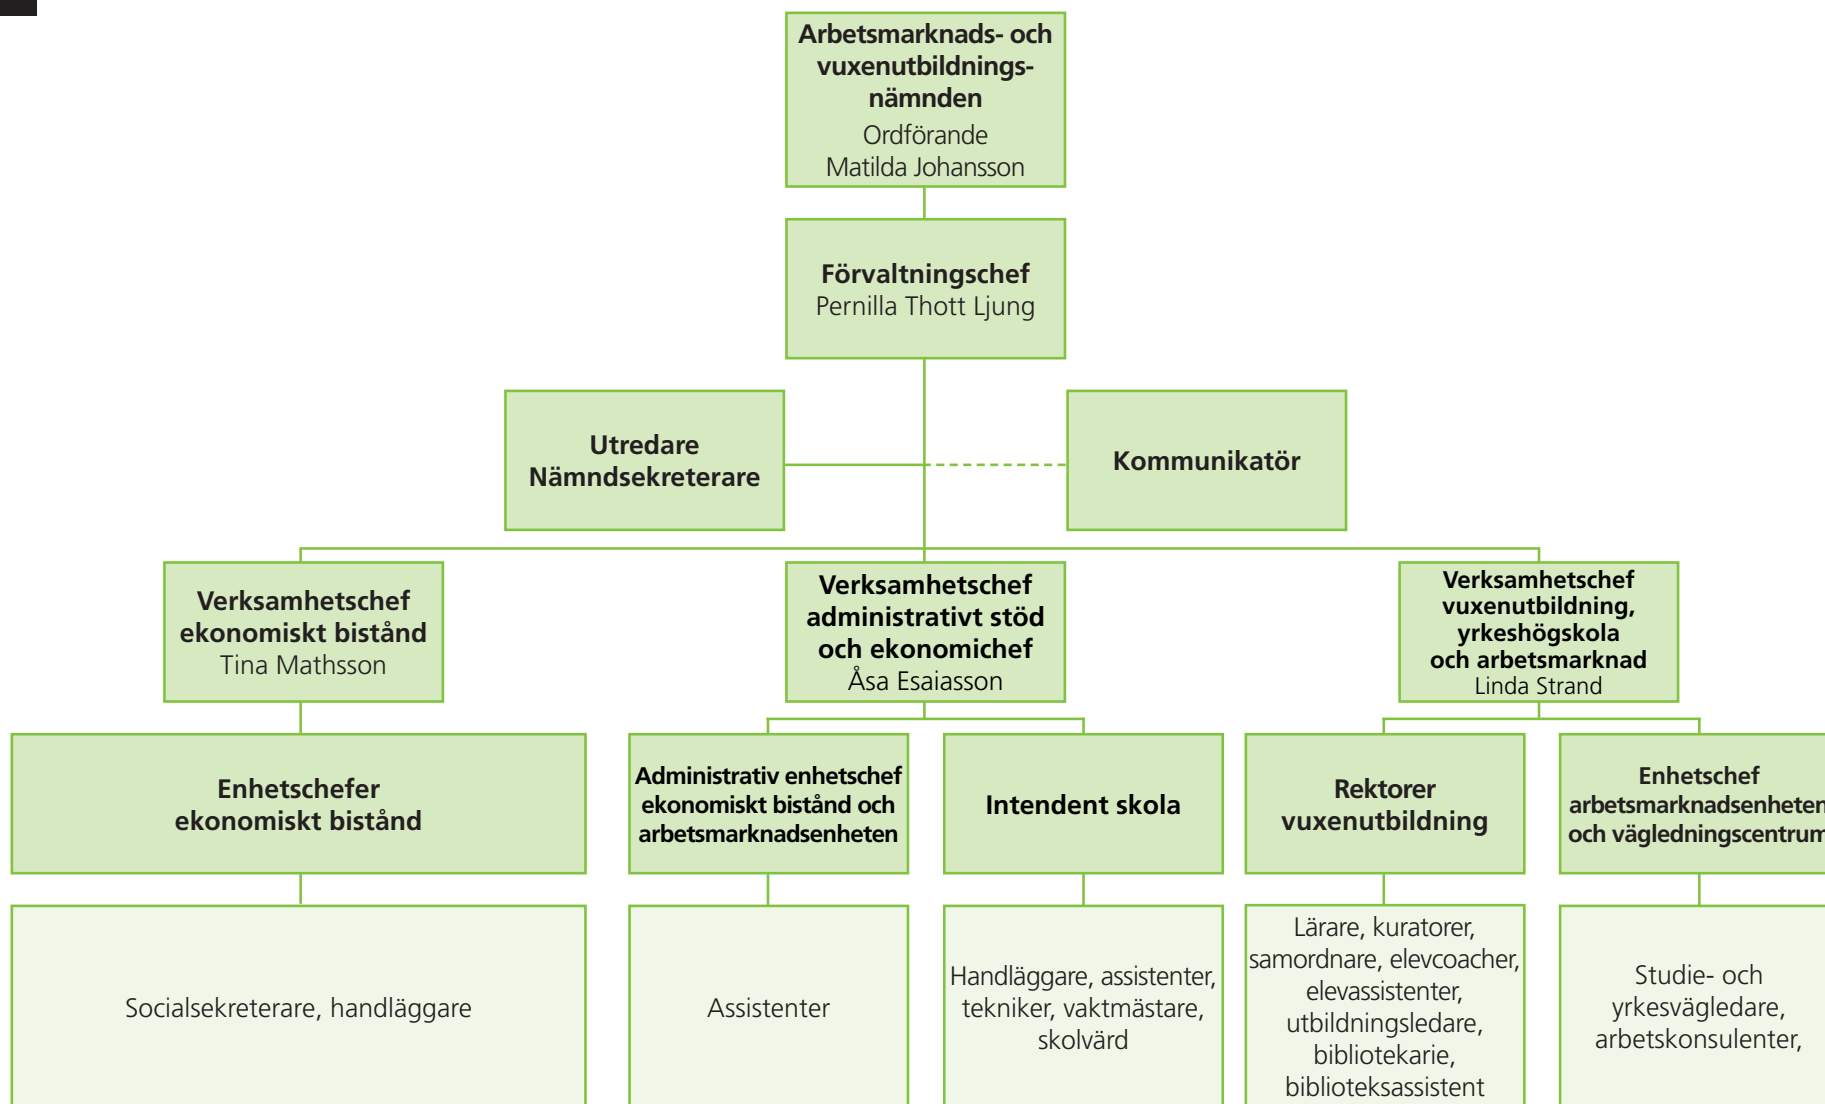 Arbetsmarknads- och
vuxenutbildnings-
nämnden
Ordförande
Matilda Johansson
Förvaltningschef
Pernilla Thott Ljung
Utredare
Nämndsekreterare
Kommunikatör
Verksamhetschef
ekonomiskt bistånd
Tina Mathsson
Verksamhetschef
administrativt stöd
och ekonomichef
Åsa Esaiasson
Verksamhetschef
vuxenutbildning,
yrkeshögskola
och arbetsmarknad
Linda Strand
Enhetschefer
ekonomiskt bistånd
Administrativ enhetschef
ekonomiskt bistånd och
arbetsmarknadsenheten
Intendent skola
Rektorer
vuxenutbildning
Enhetschef
arbetsmarknadsenheten
och vägledningscentrum
Socialsekreterare, handläggare
Assistenter
Handläggare, assistenter,
tekniker, vaktmästare,
skolvärd
Lärare, kuratorer,
samordnare, elevcoacher,
elevassistenter,
utbildningsledare,
bibliotekarie,
biblioteksassistent
Studie- och
yrkesvägledare,
arbetskonsulenter,